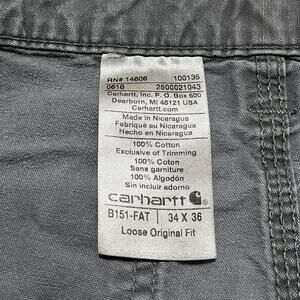 RN# 14806 100135
0618 2500021043
Carhartt, Inc. P.O. Box 600
Dearborn, MI 48121 USA
Carhartt.com
Made in Nicaragua
Fabriqué au Nicaragua
Hecho en Nicaragua
100% Cotton
Exclusive of Trimming
100% Coton
Sans garniture
100% Algodón
Sin incluir adorno
carhartt
B151-FAT 34 X 36
Loose Original Fit